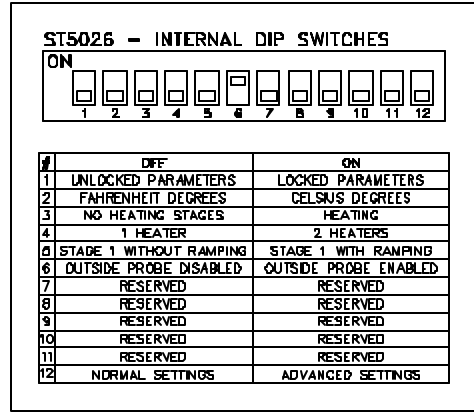 ST5026 - INTERNAL DIP SWITCHES
ON
1 2 3 4 5 6 7 8 9 10 11 12
# OFF ON
1 UNLOCKED PARAMETERS LOCKED PARAMETERS
2 FAHRENHEIT DEGREES CELSIUS DEGREES
3 NO HEATING STAGES HEATING
4 1 HEATER 2 HEATERS
5 STAGE 1 WITHOUT RAMPING STAGE 1 WITH RAMPING
6 OUTSIDE PROBE DISABLED OUTSIDE PROBE ENABLED
7 RESERVED RESERVED
8 RESERVED RESERVED
9 RESERVED RESERVED
10 RESERVED RESERVED
11 RESERVED RESERVED
12 NORMAL SETTINGS ADVANCED SETTINGS